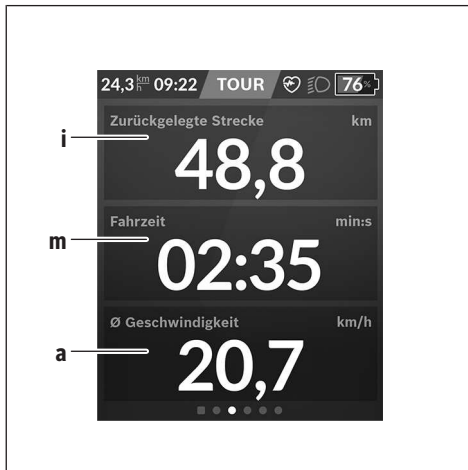 24,3 km/h 09:22 TOUR 76%
Zurückgelegte Strecke km
i
48,8
Fahrzeit min:s
m
02:35
Ø Geschwindigkeit km/h
a
20,7